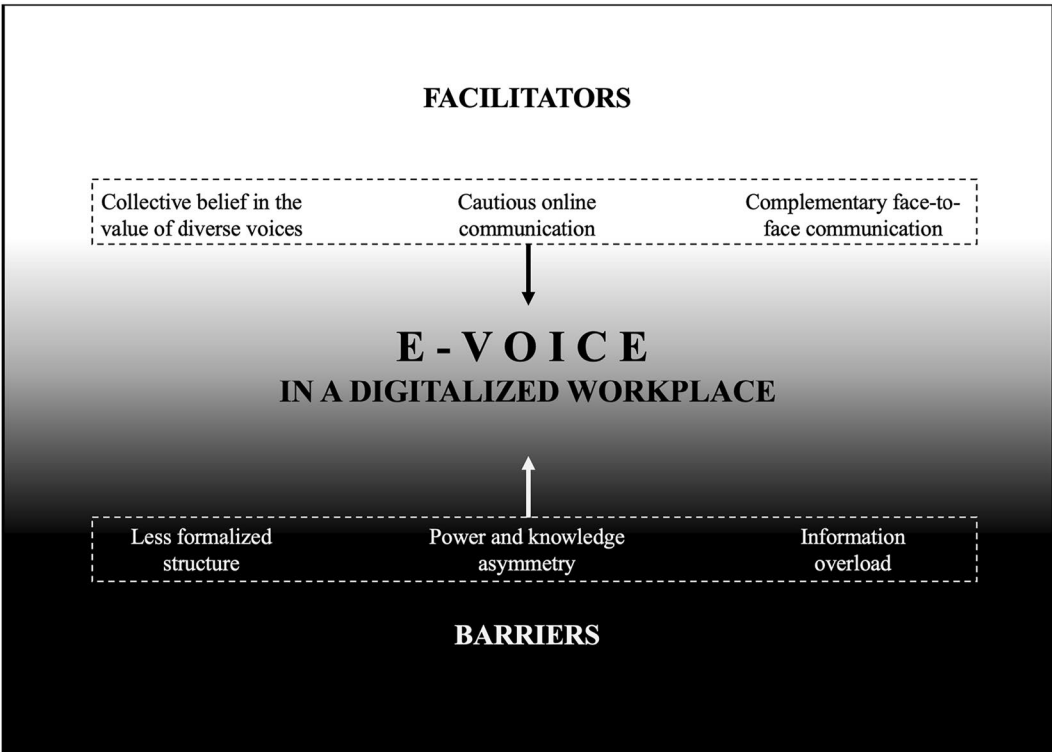 FACILITATORS
Collective belief in the
value of diverse voices
Cautious online
communication
Complementary face-to-
face communication
E - V O I C E
IN A DIGITALIZED WORKPLACE
Less formalized
structure
Power and knowledge
asymmetry
Information
overload
BARRIERS